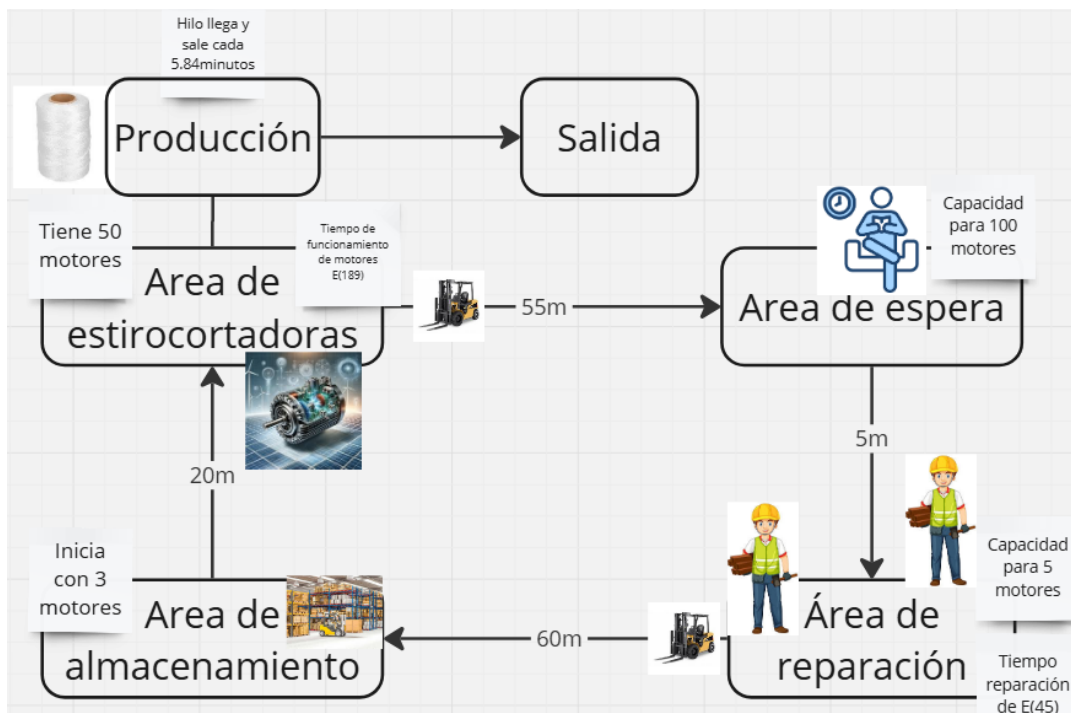 Hilo llega y
sale cada
5.84minutos
Producción
Salida
Tiene 50
motores
Tiempo de
funcionamiento
de motores
E(189)
Area de
estirocortadoras
55m
Capacidad
para 100
motores
Area de espera
20m
5m
Inicia
con 3
motores
Area de
almacenamiento
60m
Capacidad
para 5
motores
Área de
reparación
Tiempo
reparación
de E(45)